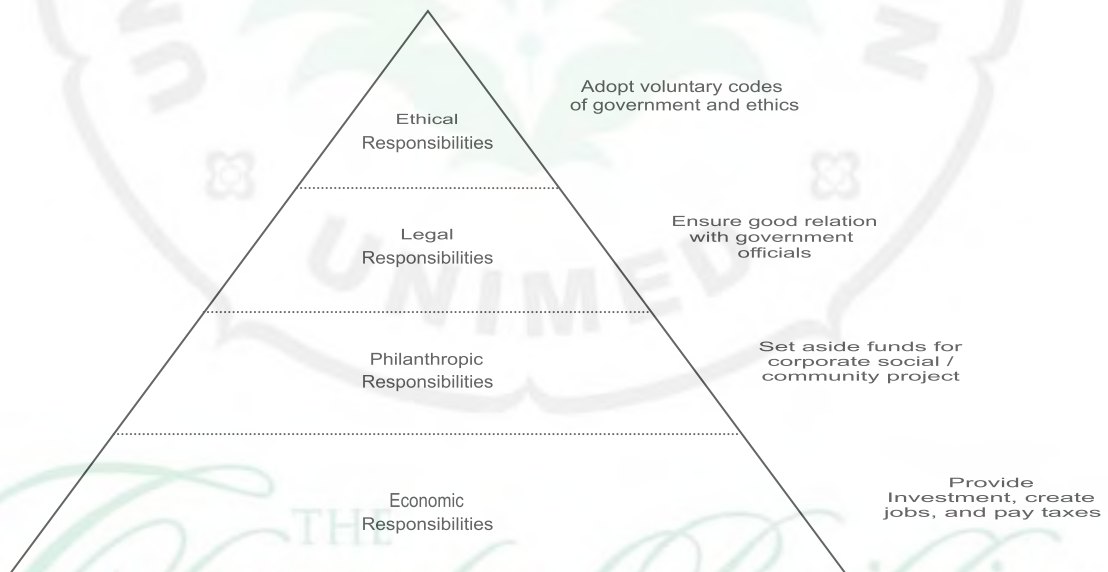 Adopt voluntary codes
of government and ethics
Ethical
Responsibilities
Ensure good relation
with government
officials
Legal
Responsibilities
UNIMED
Set aside funds for
corporate social /
community project
Philanthropic
Responsibilities
Provide
Investment, create
jobs, and pay taxes
Economic
Responsibilities
THE